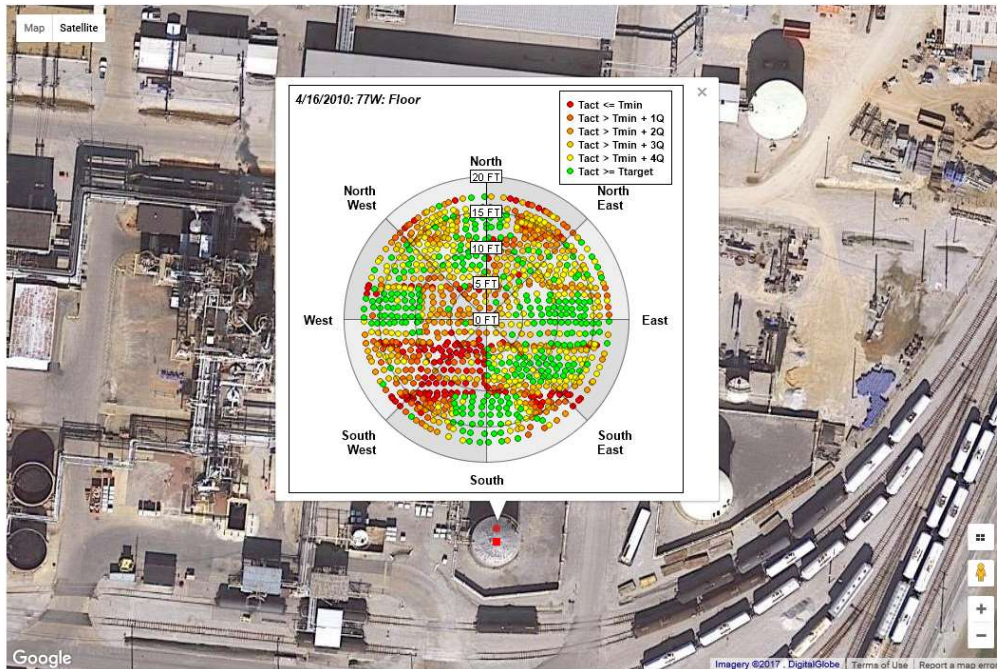 Map Satellite
4/16/2010: 77W: Floor
×
Tact <= Tmin
Tact > Tmin + 1Q
Tact > Tmin + 2Q
Tact > Tmin + 3Q
Tact > Tmin + 4Q
Tact >= Ttarget
North
20 FT
North
West
North
East
15 FT
10 FT
5 FT
West
0 FT
East
South
West
South
East
South
+
−
Google
Imagery ©2017 , DigitalGlobe
Terms of Use
Report a map erro